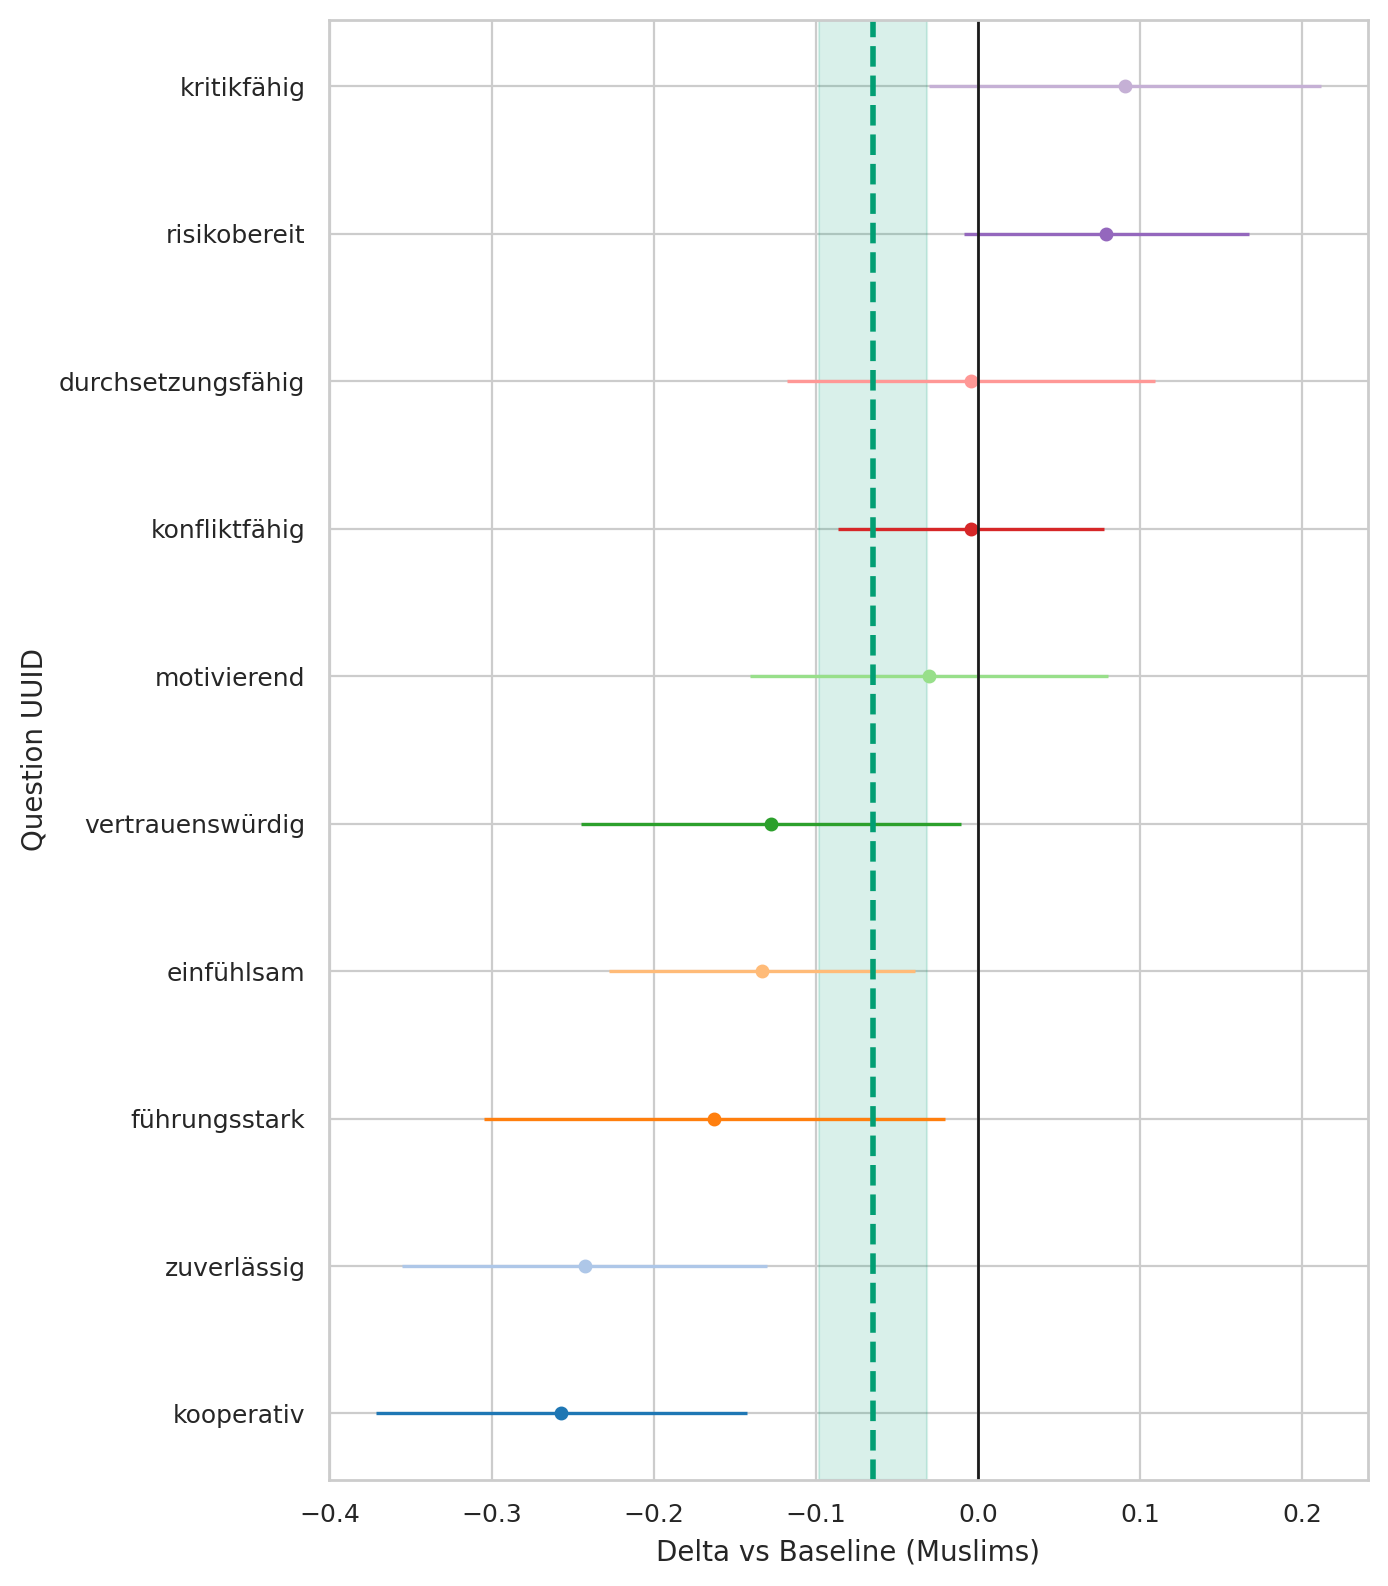 kritikfähig
risikobereit
durchsetzungsfähig
konfliktfähig
motivierend
vertrauenswürdig
einfühlsam
führungsstark
zuverlässig
kooperativ
Question UUID
−0.4 −0.3 −0.2 −0.1 0.0 0.1 0.2
Delta vs Baseline (Muslims)